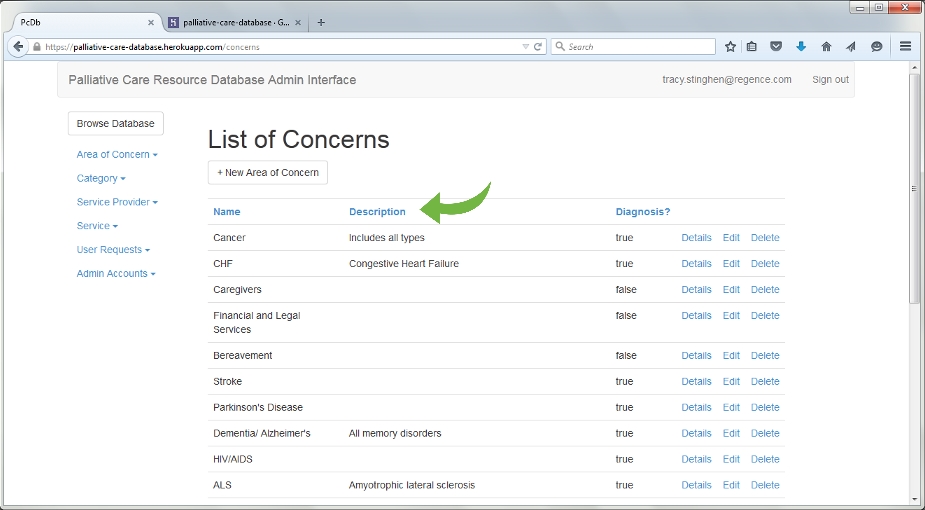 PcDb
palliative-care-database · G...
https://palliative-care-database.herokuapp.com/concerns
Search
Palliative Care Resource Database Admin Interface
tracy.stinghen@regence.com
Sign out
Browse Database
Area of Concern
Category
Service Provider
Service
User Requests
Admin Accounts
List of Concerns
+ New Area of Concern
Name Description Diagnosis?
Cancer Includes all types true Details Edit Delete
CHF Congestive Heart Failure true Details Edit Delete
Caregivers false Details Edit Delete
Financial and Legal false Details Edit Delete
Services
Bereavement false Details Edit Delete
Stroke true Details Edit Delete
Parkinson's Disease true Details Edit Delete
Dementia/ Alzheimer's All memory disorders true Details Edit Delete
HIV/AIDS true Details Edit Delete
ALS Amyotrophic lateral sclerosis true Details Edit Delete